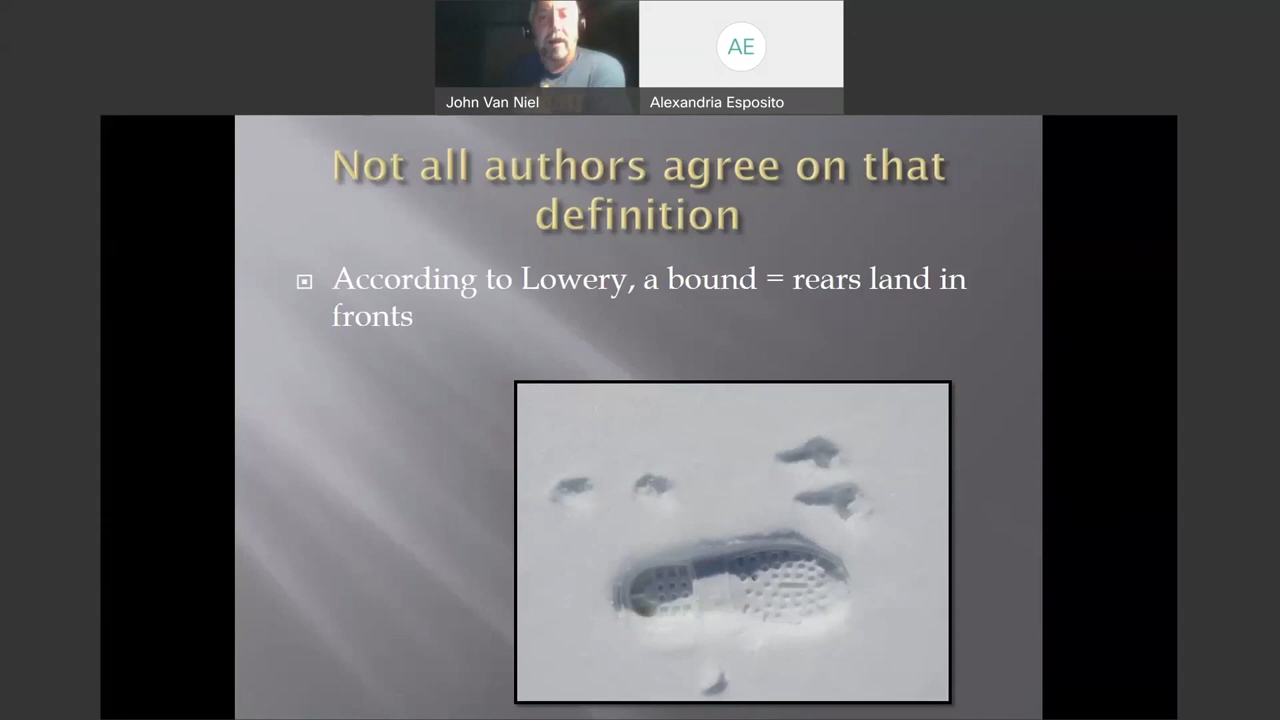 John Van Niel
AE
Alexandria Esposito
Not all authors agree on that
definition
According to Lowery, a bound = rears land in
fronts